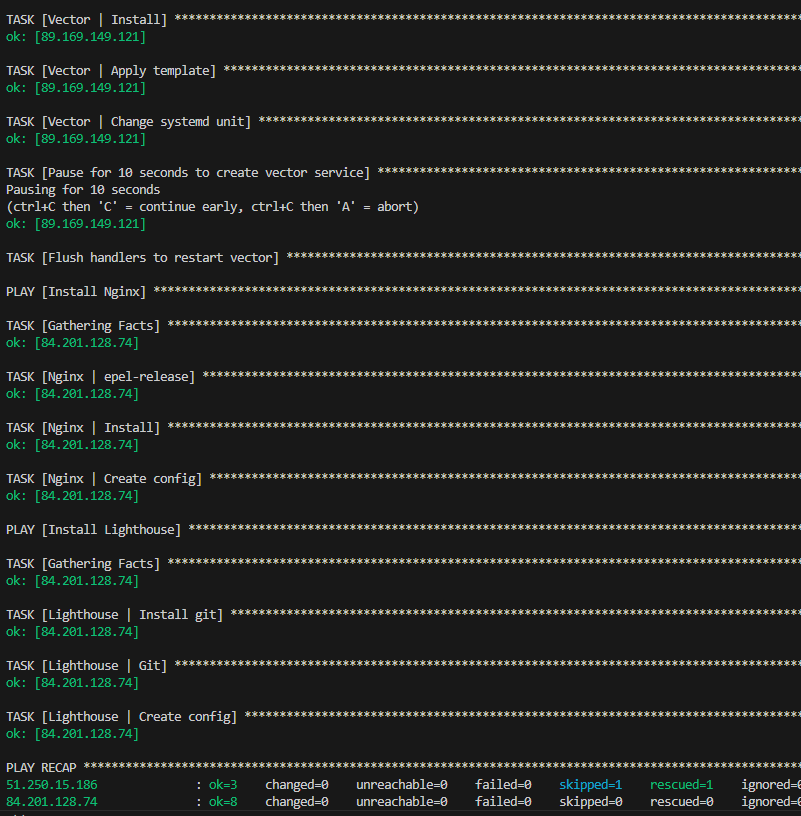 TASK [Vector | Install] ******************************************************************************************
ok: [89.169.149.121]
TASK [Vector | Apply template] ***********************************************************************************
ok: [89.169.149.121]
TASK [Vector | Change systemd unit] ******************************************************************************
ok: [89.169.149.121]
TASK [Pause for 10 seconds to create vector service] *************************************************************
Pausing for 10 seconds
(ctrl+C then 'C' = continue early, ctrl+C then 'A' = abort)
ok: [89.169.149.121]
TASK [Flush handlers to restart vector] **************************************************************************
PLAY [Install Nginx] *********************************************************************************************
TASK [Gathering Facts] *******************************************************************************************
ok: [84.201.128.74]
TASK [Nginx | epel-release] **************************************************************************************
ok: [84.201.128.74]
TASK [Nginx | Install] *******************************************************************************************
ok: [84.201.128.74]
TASK [Nginx | Create config] *************************************************************************************
ok: [84.201.128.74]
PLAY [Install Lighthouse] ****************************************************************************************
TASK [Gathering Facts] *******************************************************************************************
ok: [84.201.128.74]
TASK [Lighthouse | Install git] **********************************************************************************
ok: [84.201.128.74]
TASK [Lighthouse | Git] ******************************************************************************************
ok: [84.201.128.74]
TASK [Lighthouse | Create config] ********************************************************************************
ok: [84.201.128.74]
PLAY RECAP *******************************************************************************************************
51.250.15.186 : ok=3 changed=0 unreachable=0 failed=0 skipped=1 rescued=1 ignored=0
84.201.128.74 : ok=8 changed=0 unreachable=0 failed=0 skipped=0 rescued=0 ignored=0